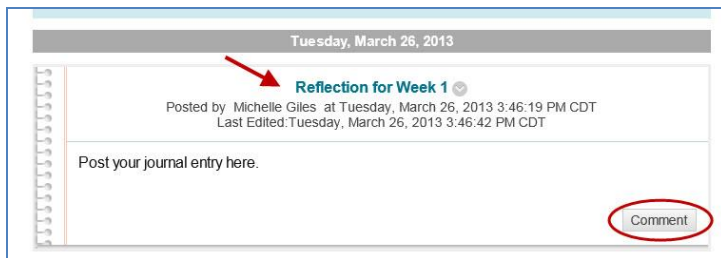 Tuesday, March 26, 2013
Reflection for Week 1
Posted by Michelle Giles at Tuesday, March 26, 2013 3:46:19 PM CDT
Last Edited:Tuesday, March 26, 2013 3:46:42 PM CDT
Post your journal entry here.
Comment